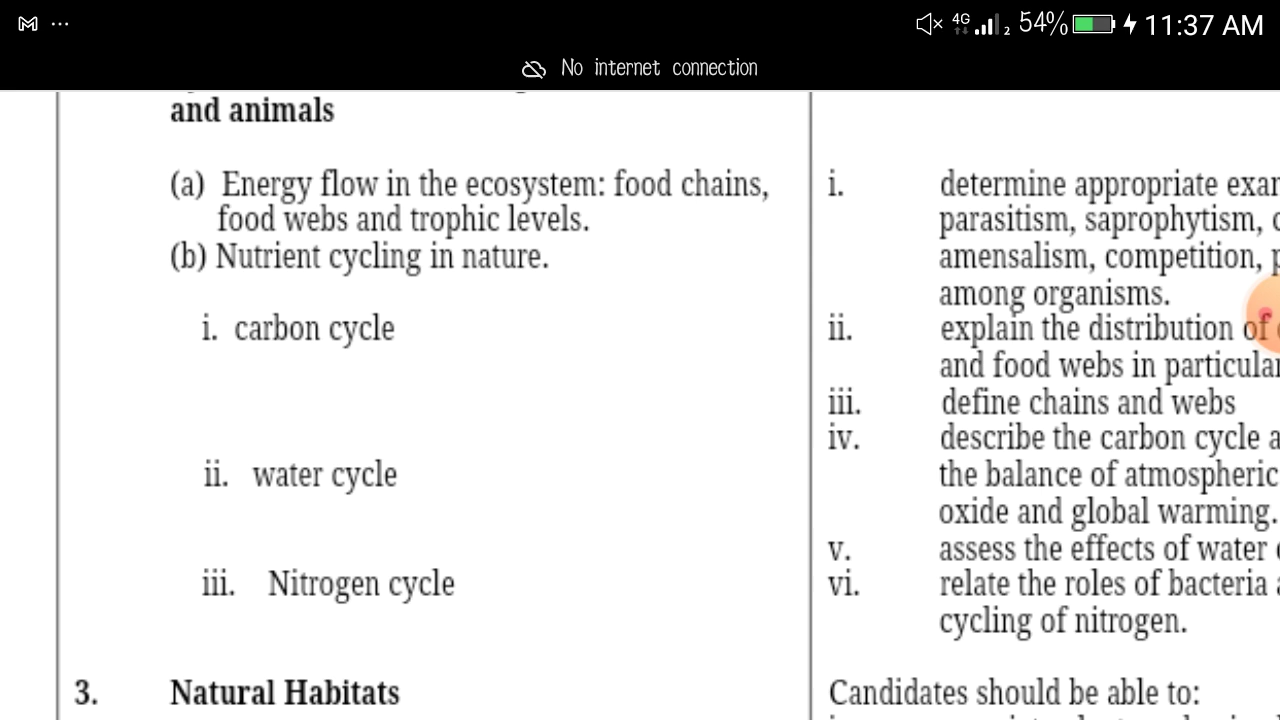 4G 2 54% 11:37 AM
No internet connection
and animals
(a) Energy flow in the ecosystem: food chains,
food webs and trophic levels.
(b) Nutrient cycling in nature.
i. carbon cycle
ii. water cycle
iii. Nitrogen cycle
3. Natural Habitats
i. determine appropriate
parasitism, saprophytism,
amensalism, competition,
among organisms.
ii. explain the distribution of
and food webs in
iii. define chains and webs
iv. describe the carbon cycle
the balance of atmospheric
oxide and global warming.
v. assess the effects of water
vi. relate the roles of bacteria
cycling of nitrogen.
Candidates should be able to: